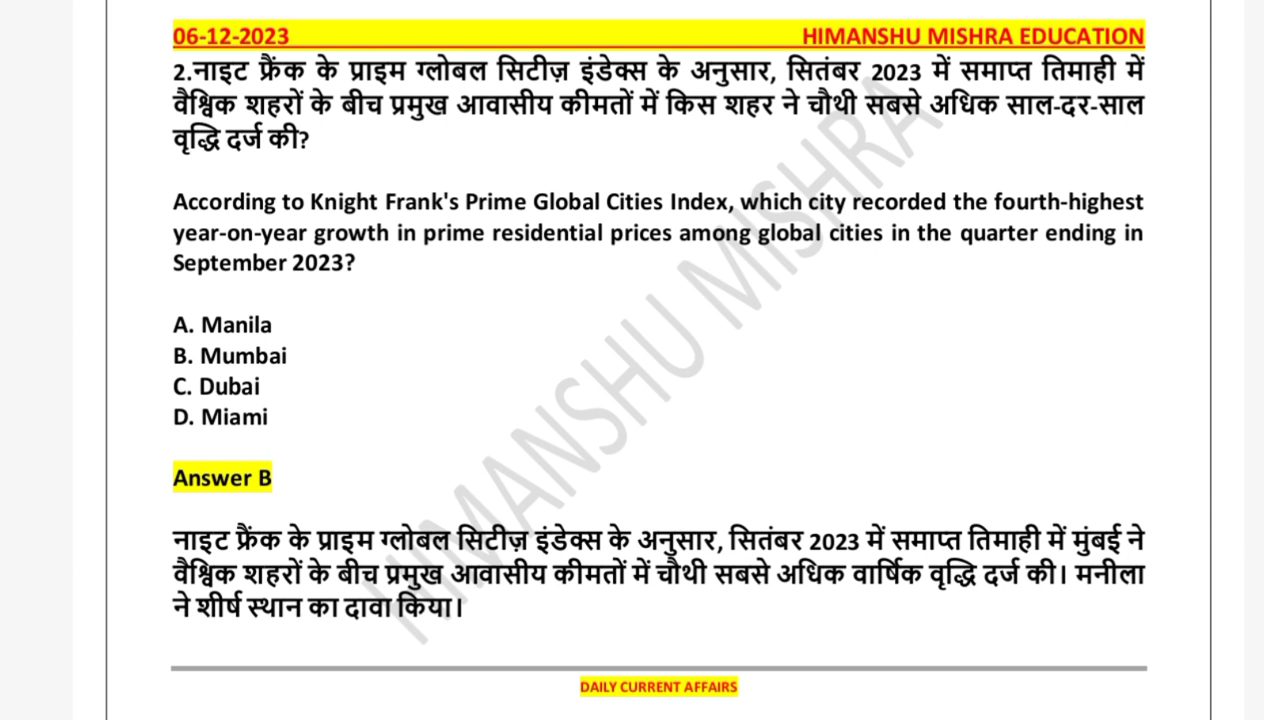 06-12-2023 HIMANSHU MISHRA EDUCATION
2.नाइट फ्रैंक के प्राइम ग्लोबल सिटीज़ इंडेक्स के अनुसार, सितंबर 2023 में समाप्त तिमाही में
वैश्विक शहरों के बीच प्रमुख आवासीय कीमतों में किस शहर ने चौथी सबसे अधिक साल-दर-साल
वृद्धि दर्ज की?
According to Knight Frank's Prime Global Cities Index, which city recorded the fourth-highest
year-on-year growth in prime residential prices among global cities in the quarter ending in
September 2023?
A. Manila
B. Mumbai
C. Dubai
D. Miami
Answer B
नाइट फ्रैंक के प्राइम ग्लोबल सिटीज़ इंडेक्स के अनुसार, सितंबर 2023 में समाप्त तिमाही में मुंबई ने
वैश्विक शहरों के बीच प्रमुख आवासीय कीमतों में चौथी सबसे अधिक वार्षिक वृद्धि दर्ज की। मनीला
ने शीर्ष स्थान का दावा किया।
HIMANSHU MISHRA
DAILY CURRENT AFFAIRS